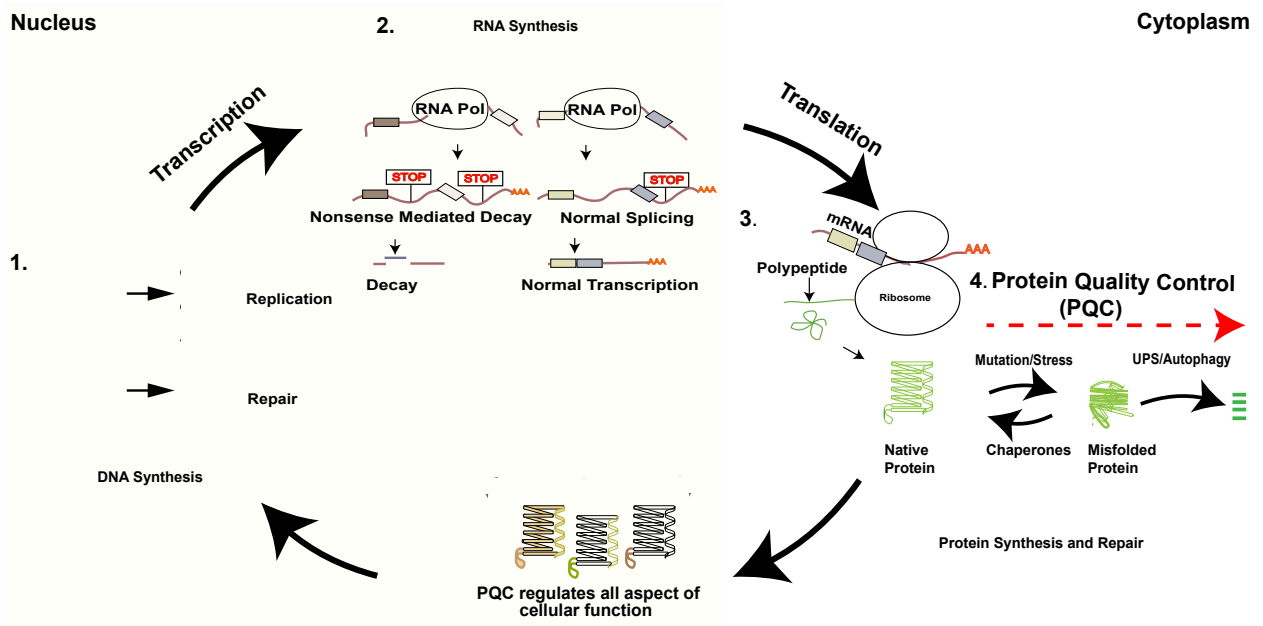 Nucleus
2.
RNA Synthesis
Cytoplasm
Transcription
RNA Pol
RNA Pol
Translation
STOP
STOP
AAA
STOP
AAA
Nonsense Mediated Decay
Normal Splicing
3.
mRNA
AAA
1.
Decay
AAA
Normal Transcription
Polypeptide
Ribosome
4. Protein Quality Control
(PQC)
Replication
Mutation/Stress
UPS/Autophagy
Repair
Native
Protein
Chaperones
Misfolded
Protein
DNA Synthesis
Protein Synthesis and Repair
PQC regulates all aspect of
cellular function